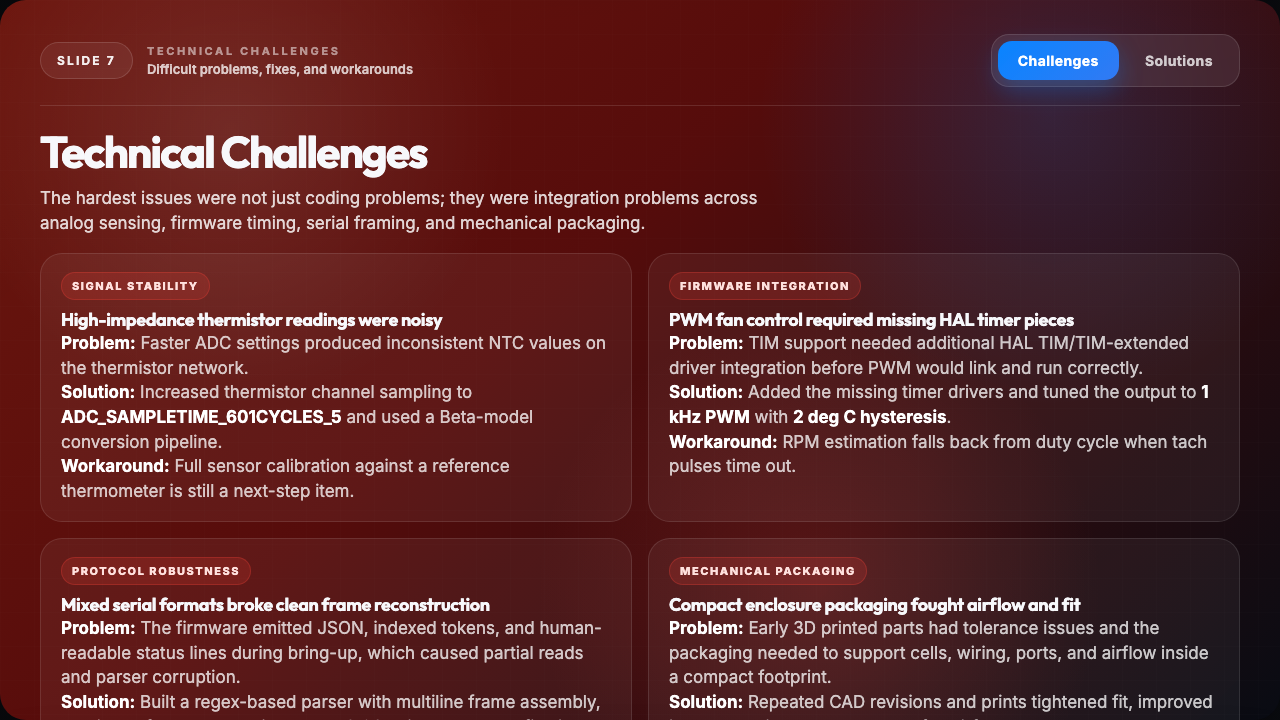 SLIDE 7
TECHNICAL CHALLENGES
Difficult problems, fixes, and workarounds
Challenges
Solutions
Technical Challenges
The hardest issues were not just coding problems; they were integration problems across
analog sensing, firmware timing, serial framing, and mechanical packaging.
SIGNAL STABILITY
High-impedance thermistor readings were noisy
Problem: Faster ADC settings produced inconsistent NTC values on
the thermistor network.
Solution: Increased thermistor channel sampling to
ADC_SAMPLETIME_601CYCLES_5 and used a Beta-model
conversion pipeline.
Workaround: Full sensor calibration against a reference
thermometer is still a next-step item.
FIRMWARE INTEGRATION
PWM fan control required missing HAL timer pieces
Problem: TIM support needed additional HAL TIM/TIM-extended
driver integration before PWM would link and run correctly.
Solution: Added the missing timer drivers and tuned the output to 1
kHz PWM with 2 deg C hysteresis.
Workaround: RPM estimation falls back from duty cycle when tach
pulses time out.
PROTOCOL ROBUSTNESS
Mixed serial formats broke clean frame reconstruction
Problem: The firmware emitted JSON, indexed tokens, and human-
readable status lines during bring-up, which caused partial reads
and parser corruption.
Solution: Built a regex-based parser with multiline frame assembly,
MECHANICAL PACKAGING
Compact enclosure packaging fought airflow and fit
Problem: Early 3D printed parts had tolerance issues and the
packaging needed to support cells, wiring, ports, and airflow inside
a compact footprint.
Solution: Repeated CAD revisions and prints tightened fit, improved